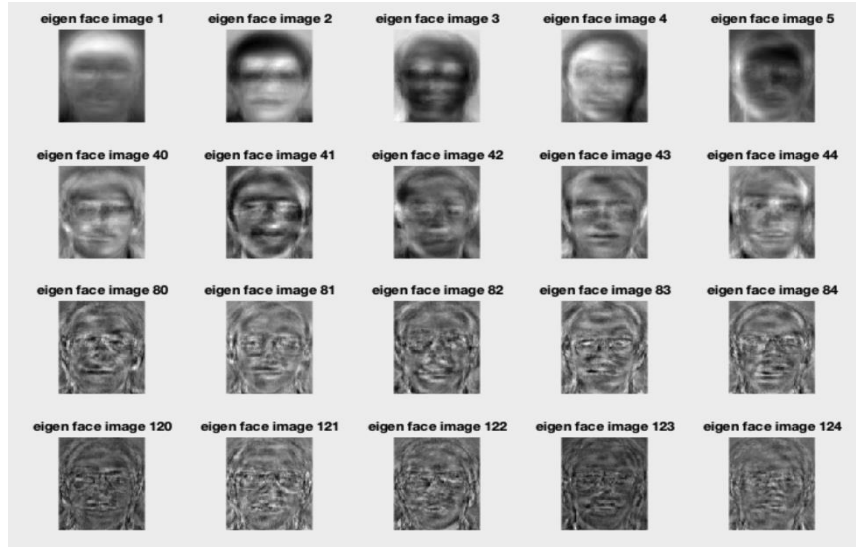 eigen face image 1
eigen face image 2
eigen face image 3
eigen face image 4
eigen face image 5
eigen face image 40
eigen face image 41
eigen face image 42
eigen face image 43
eigen face image 44
eigen face image 80
eigen face image 81
eigen face image 82
eigen face image 83
eigen face image 84
eigen face image 120
eigen face image 121
eigen face image 122
eigen face image 123
eigen face image 124